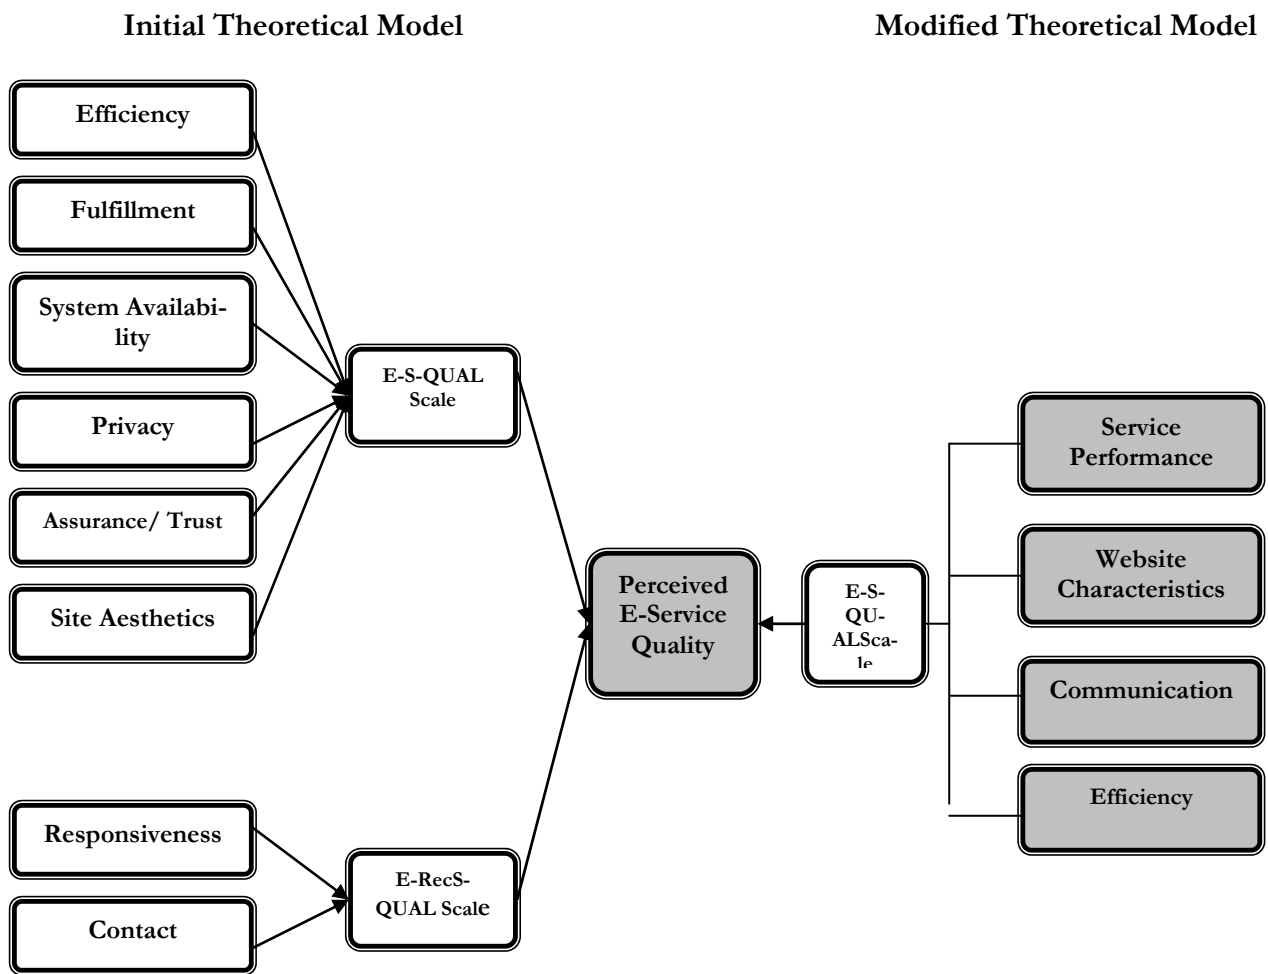 Initial Theoretical Model
Modified Theoretical Model
Efficiency
Fulfillment
System Availabi-
lity
Privacy
Assurance/ Trust
Site Aesthetics
Responsiveness
Contact
E-S-QUAL
Scale
E-RecS-
QUAL Scale
Perceived
E-Service
Quality
E-S-
QU-
ALSca-
le
Service
Performance
Website
Characteristics
Communication
Efficiency